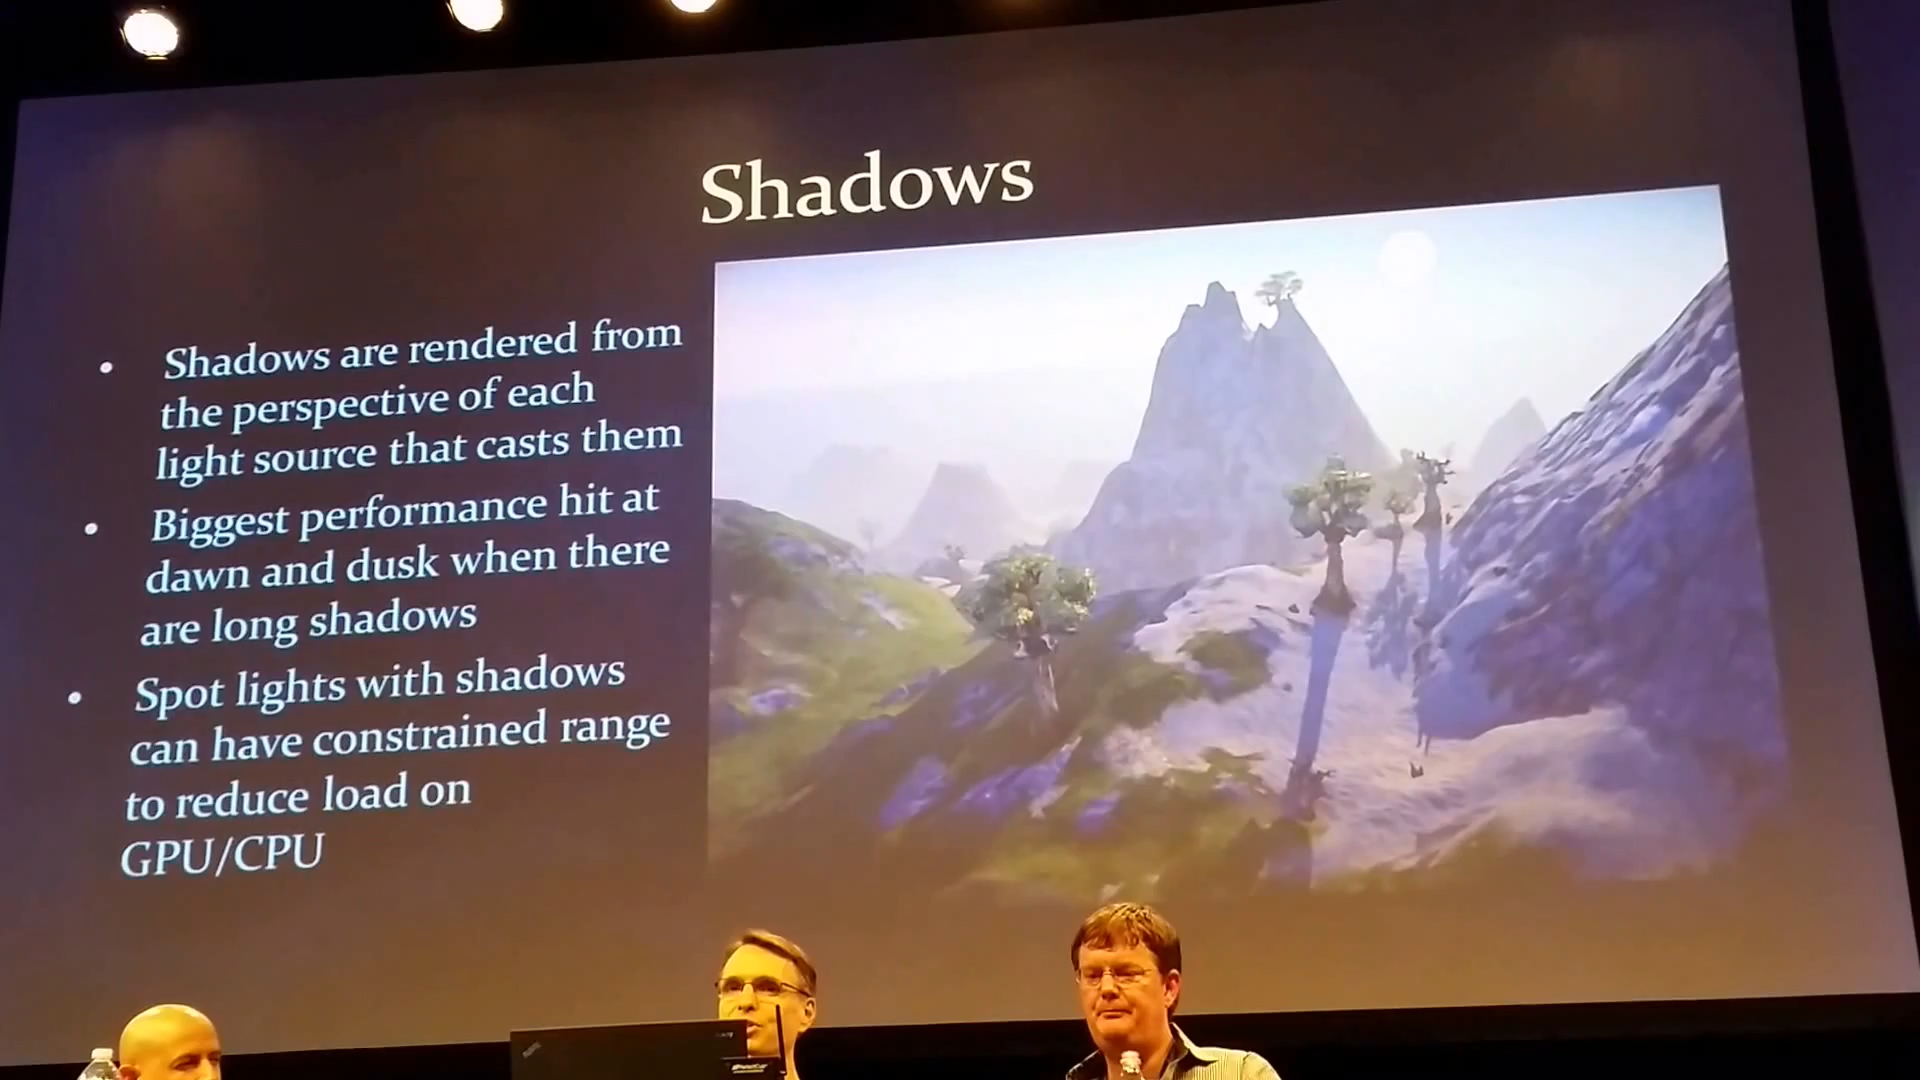 Shadows
• Shadows are rendered from
the perspective of each
light source that casts them
• Biggest performance hit at
dawn and dusk when there
are long shadows
• Spot lights with shadows
can have constrained range
to reduce load on
GPU/CPU